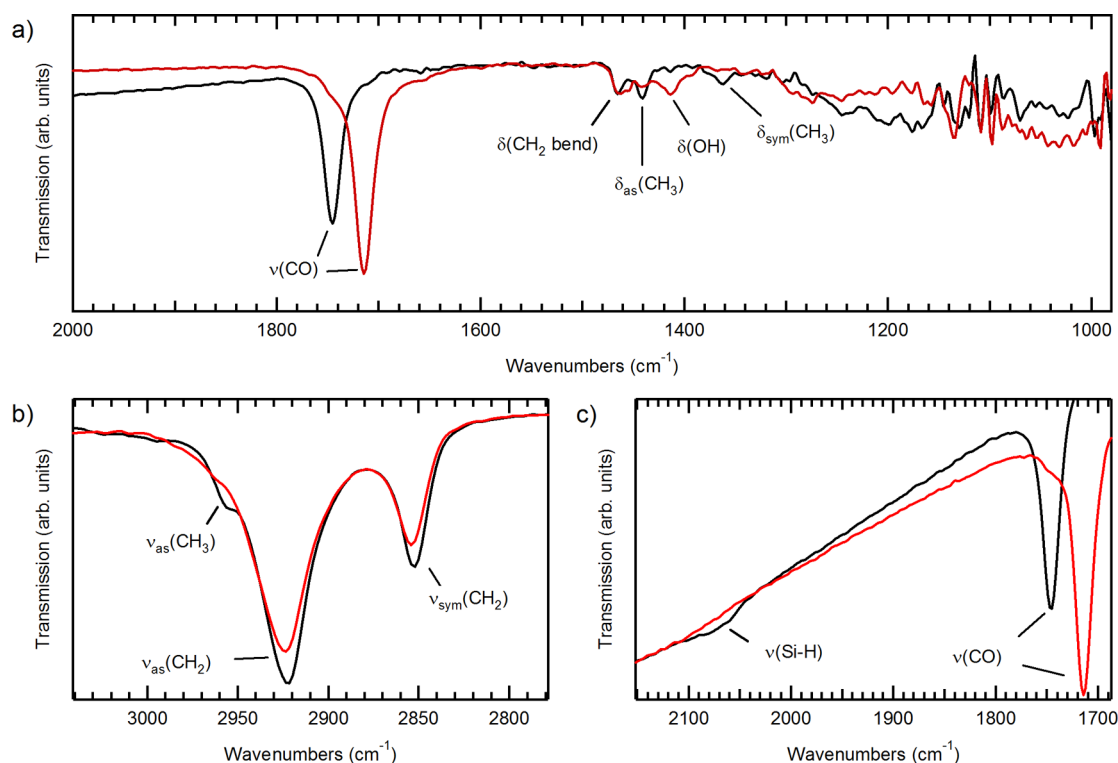 a)
Transmission (arb. units)
ν(CO)
δ(CH₂ bend)
δas(CH₃)
δ(OH)
δsym(CH₃)
2000 1800 1600 1400 1200 1000
Wavenumbers (cm⁻¹)
b)
Transmission (arb. units)
νas(CH₃)
νas(CH₂)
νsym(CH₂)
3000 2950 2900 2850 2800
Wavenumbers (cm⁻¹)
c)
Transmission (arb. units)
ν(Si-H)
ν(CO)
2100 2000 1900 1800 1700
Wavenumbers (cm⁻¹)